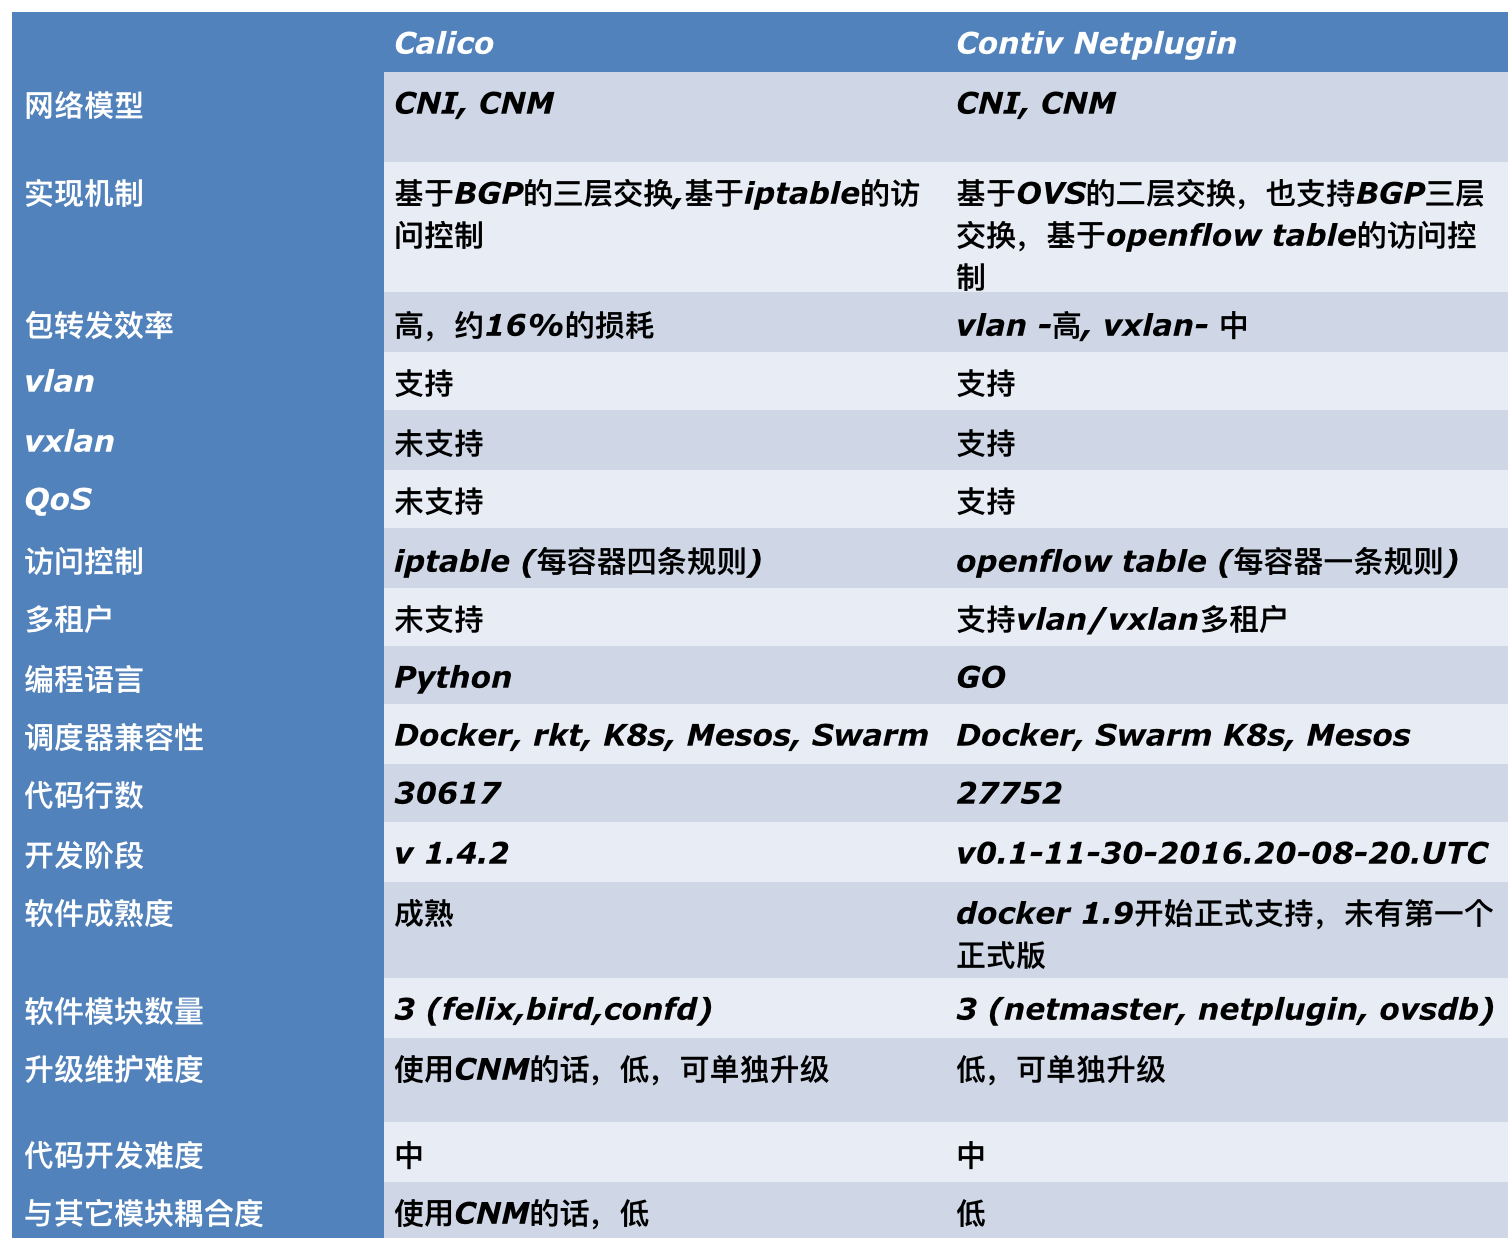 Calico Contiv Netplugin
网络模型 CNI, CNM CNI, CNM
实现机制 基于BGP的三层交换,基于iptable的访 基于OVS的二层交换，也支持BGP三层
问控制 交换，基于openflow table的访问控
制
包转发效率 高，约16%的损耗 vlan -高, vxlan- 中
vlan 支持 支持
vxlan 未支持 支持
QoS 未支持 支持
访问控制 iptable (每容器四条规则) openflow table (每容器一条规则)
多租户 未支持 支持vlan/vxlan多租户
编程语言 Python GO
调度器兼容性 Docker, rkt, K8s, Mesos, Swarm Docker, Swarm K8s, Mesos
代码行数 30617 27752
开发阶段 v 1.4.2 v0.1-11-30-2016.20-08-20.UTC
软件成熟度 成熟 docker 1.9开始正式支持，未有第一个
正式版
软件模块数量 3 (felix,bird,confd) 3 (netmaster, netplugin, ovsdb)
升级维护难度 使用CNM的话，低，可单独升级 低，可单独升级
代码开发难度 中 中
与其它模块耦合度 使用CNM的话，低 低